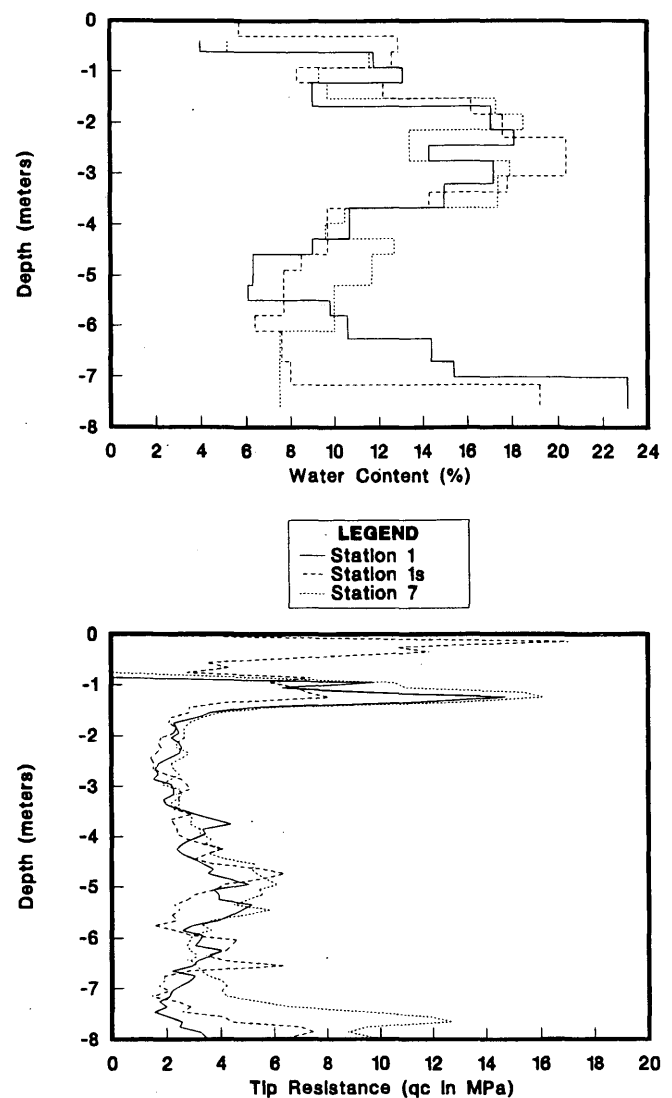 0
-1
-2
-3
-4
-5
-6
-7
-8
Depth (meters)
0 2 4 6 8 10 12 14 16 18 20 22 24
Water Content (%)
LEGEND
Station 1
Station 1s
Station 7
0
-1
-2
-3
-4
-5
-6
-7
-8
Depth (meters)
0 2 4 6 8 10 12 14 16 18 20
Tip Resistance (qc in MPa)